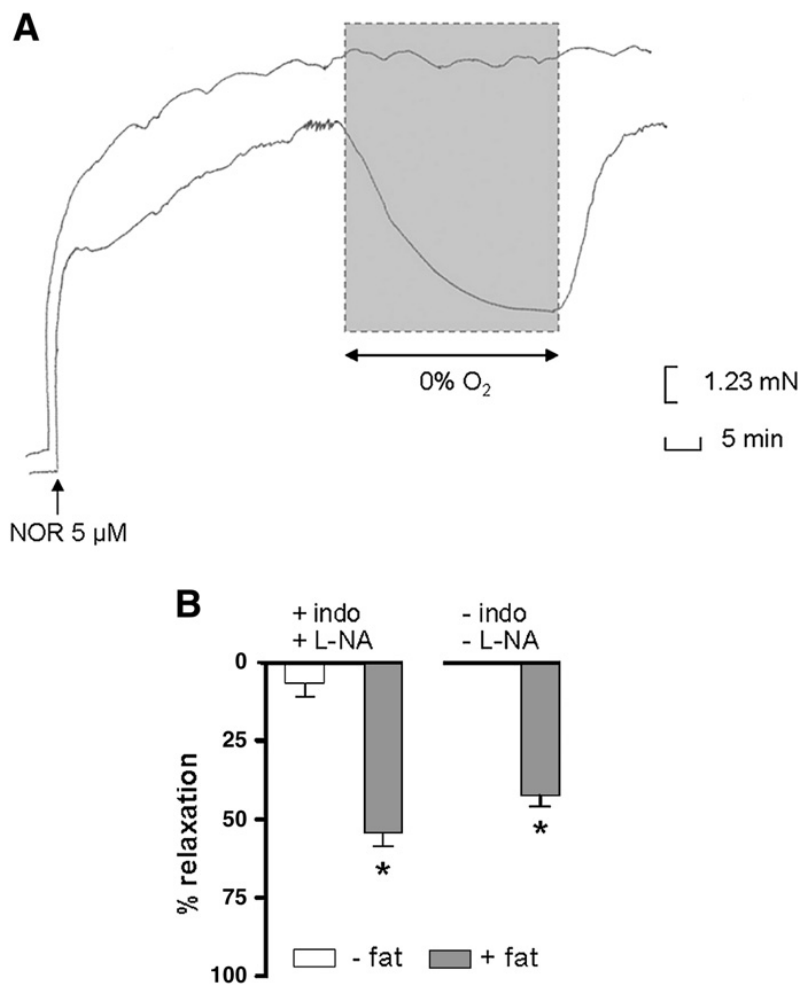 A
0% O₂
1.23 mN
5 min
NOR 5 µM
B
+ indo
+ L-NA
- indo
- L-NA
0
25
50
75
100
% relaxation
*
*
- fat
+ fat